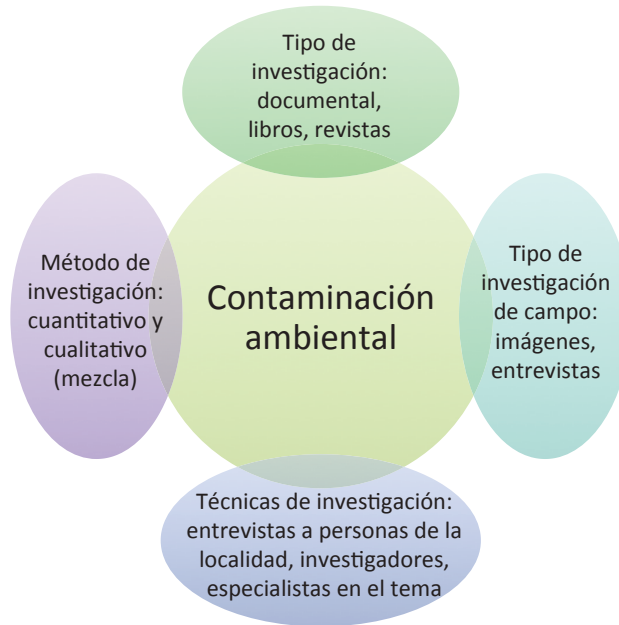 Tipo de
investigación:
documental,
libros, revistas
Método de
investigación:
cuantitativo y
cualitativo
(mezcla)
Contaminación
ambiental
Tipo de
investigación
de campo:
imágenes,
entrevistas
Técnicas de investigación:
entrevistas a personas de la
localidad, investigadores,
especialistas en el tema